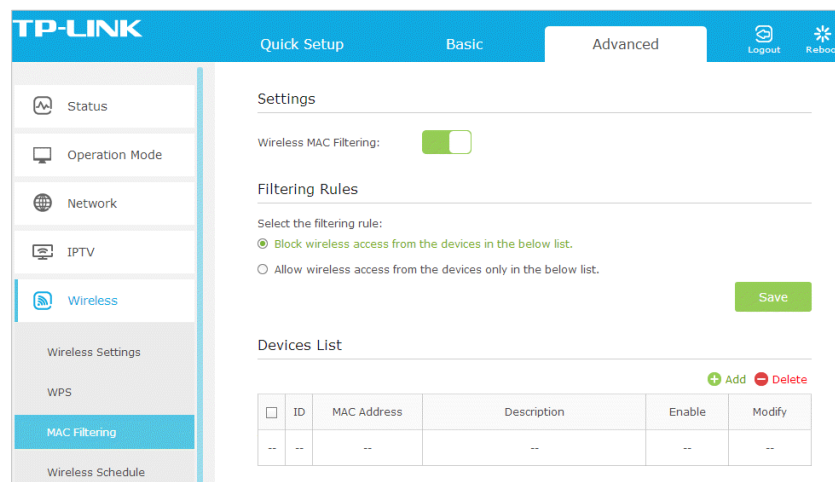 TP-LINK
Quick Setup Basic Advanced Logout
Status
Operation Mode
Network
IPTV
Wireless
Wireless Settings
WPS
MAC Filtering
Wireless Schedule
Settings
Wireless MAC Filtering:
Filtering Rules
Select the filtering rule:
Block wireless access from the devices in the below list.
Allow wireless access from the devices only in the below list.
Save
Devices List
Add Delete
ID MAC Address Description Enable Modify
-- -- -- -- -- --